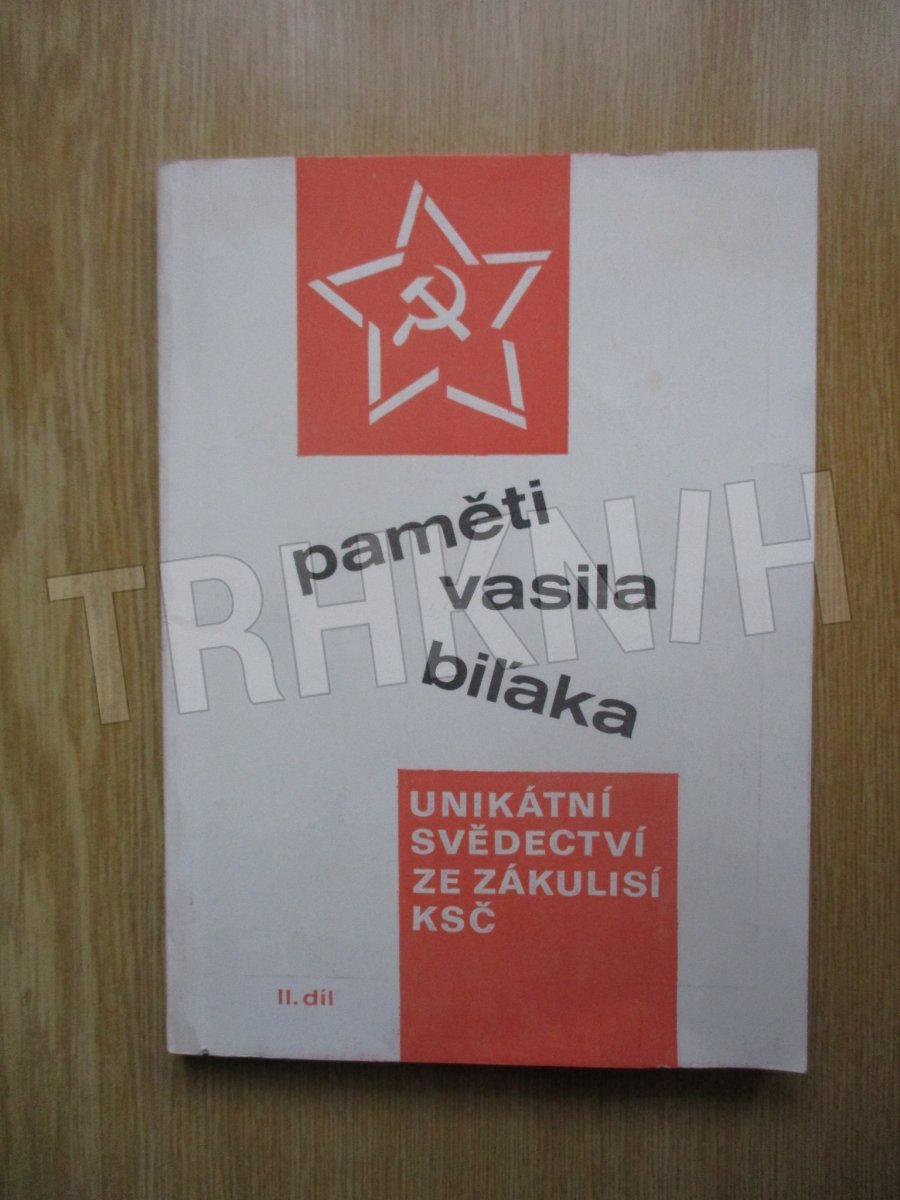 paměti
vasila
biľaka
UNIKÁTNÍ
SVĚDECTVÍ
ZE ZÁKULISÍ
KSČ
II. díl
TRHKNIH